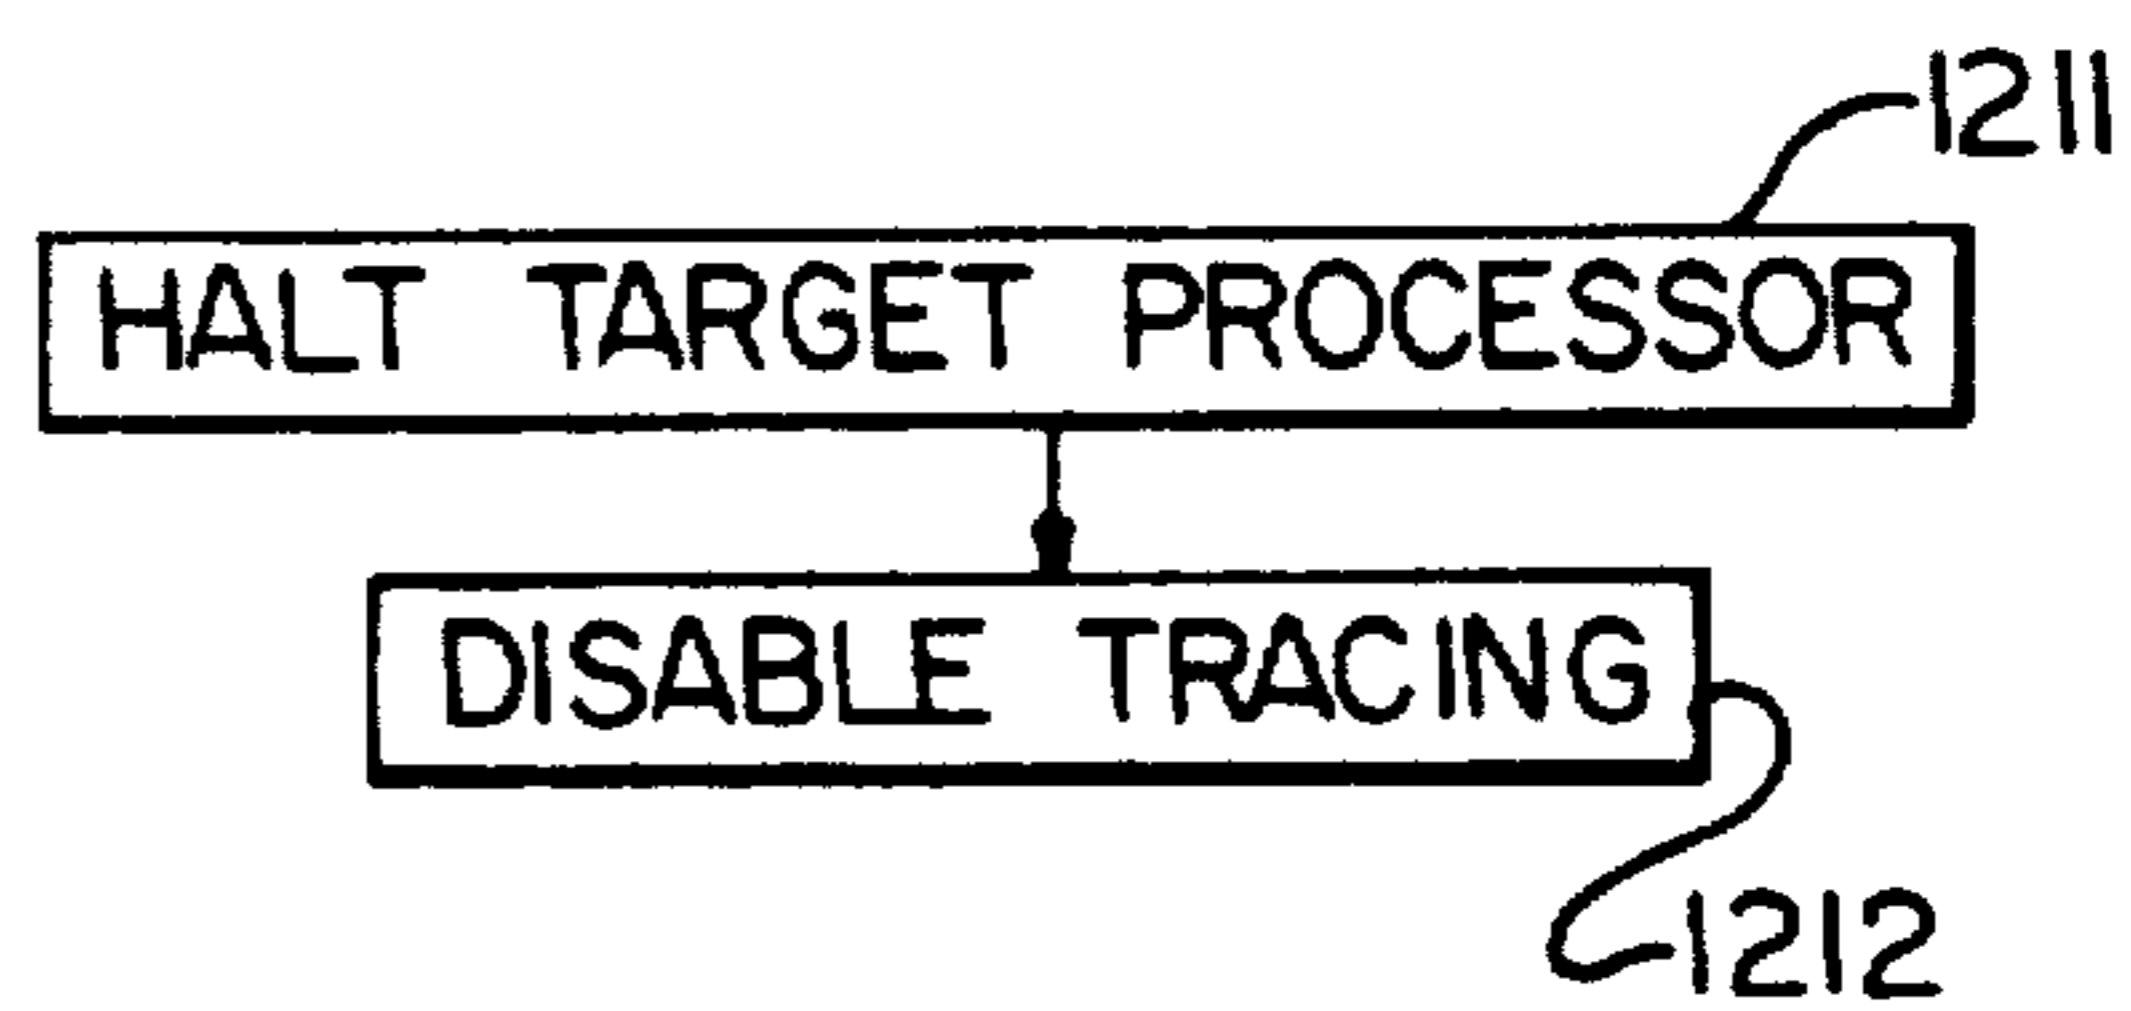 1211
HALT TARGET PROCESSOR
DISABLE TRACING
1212